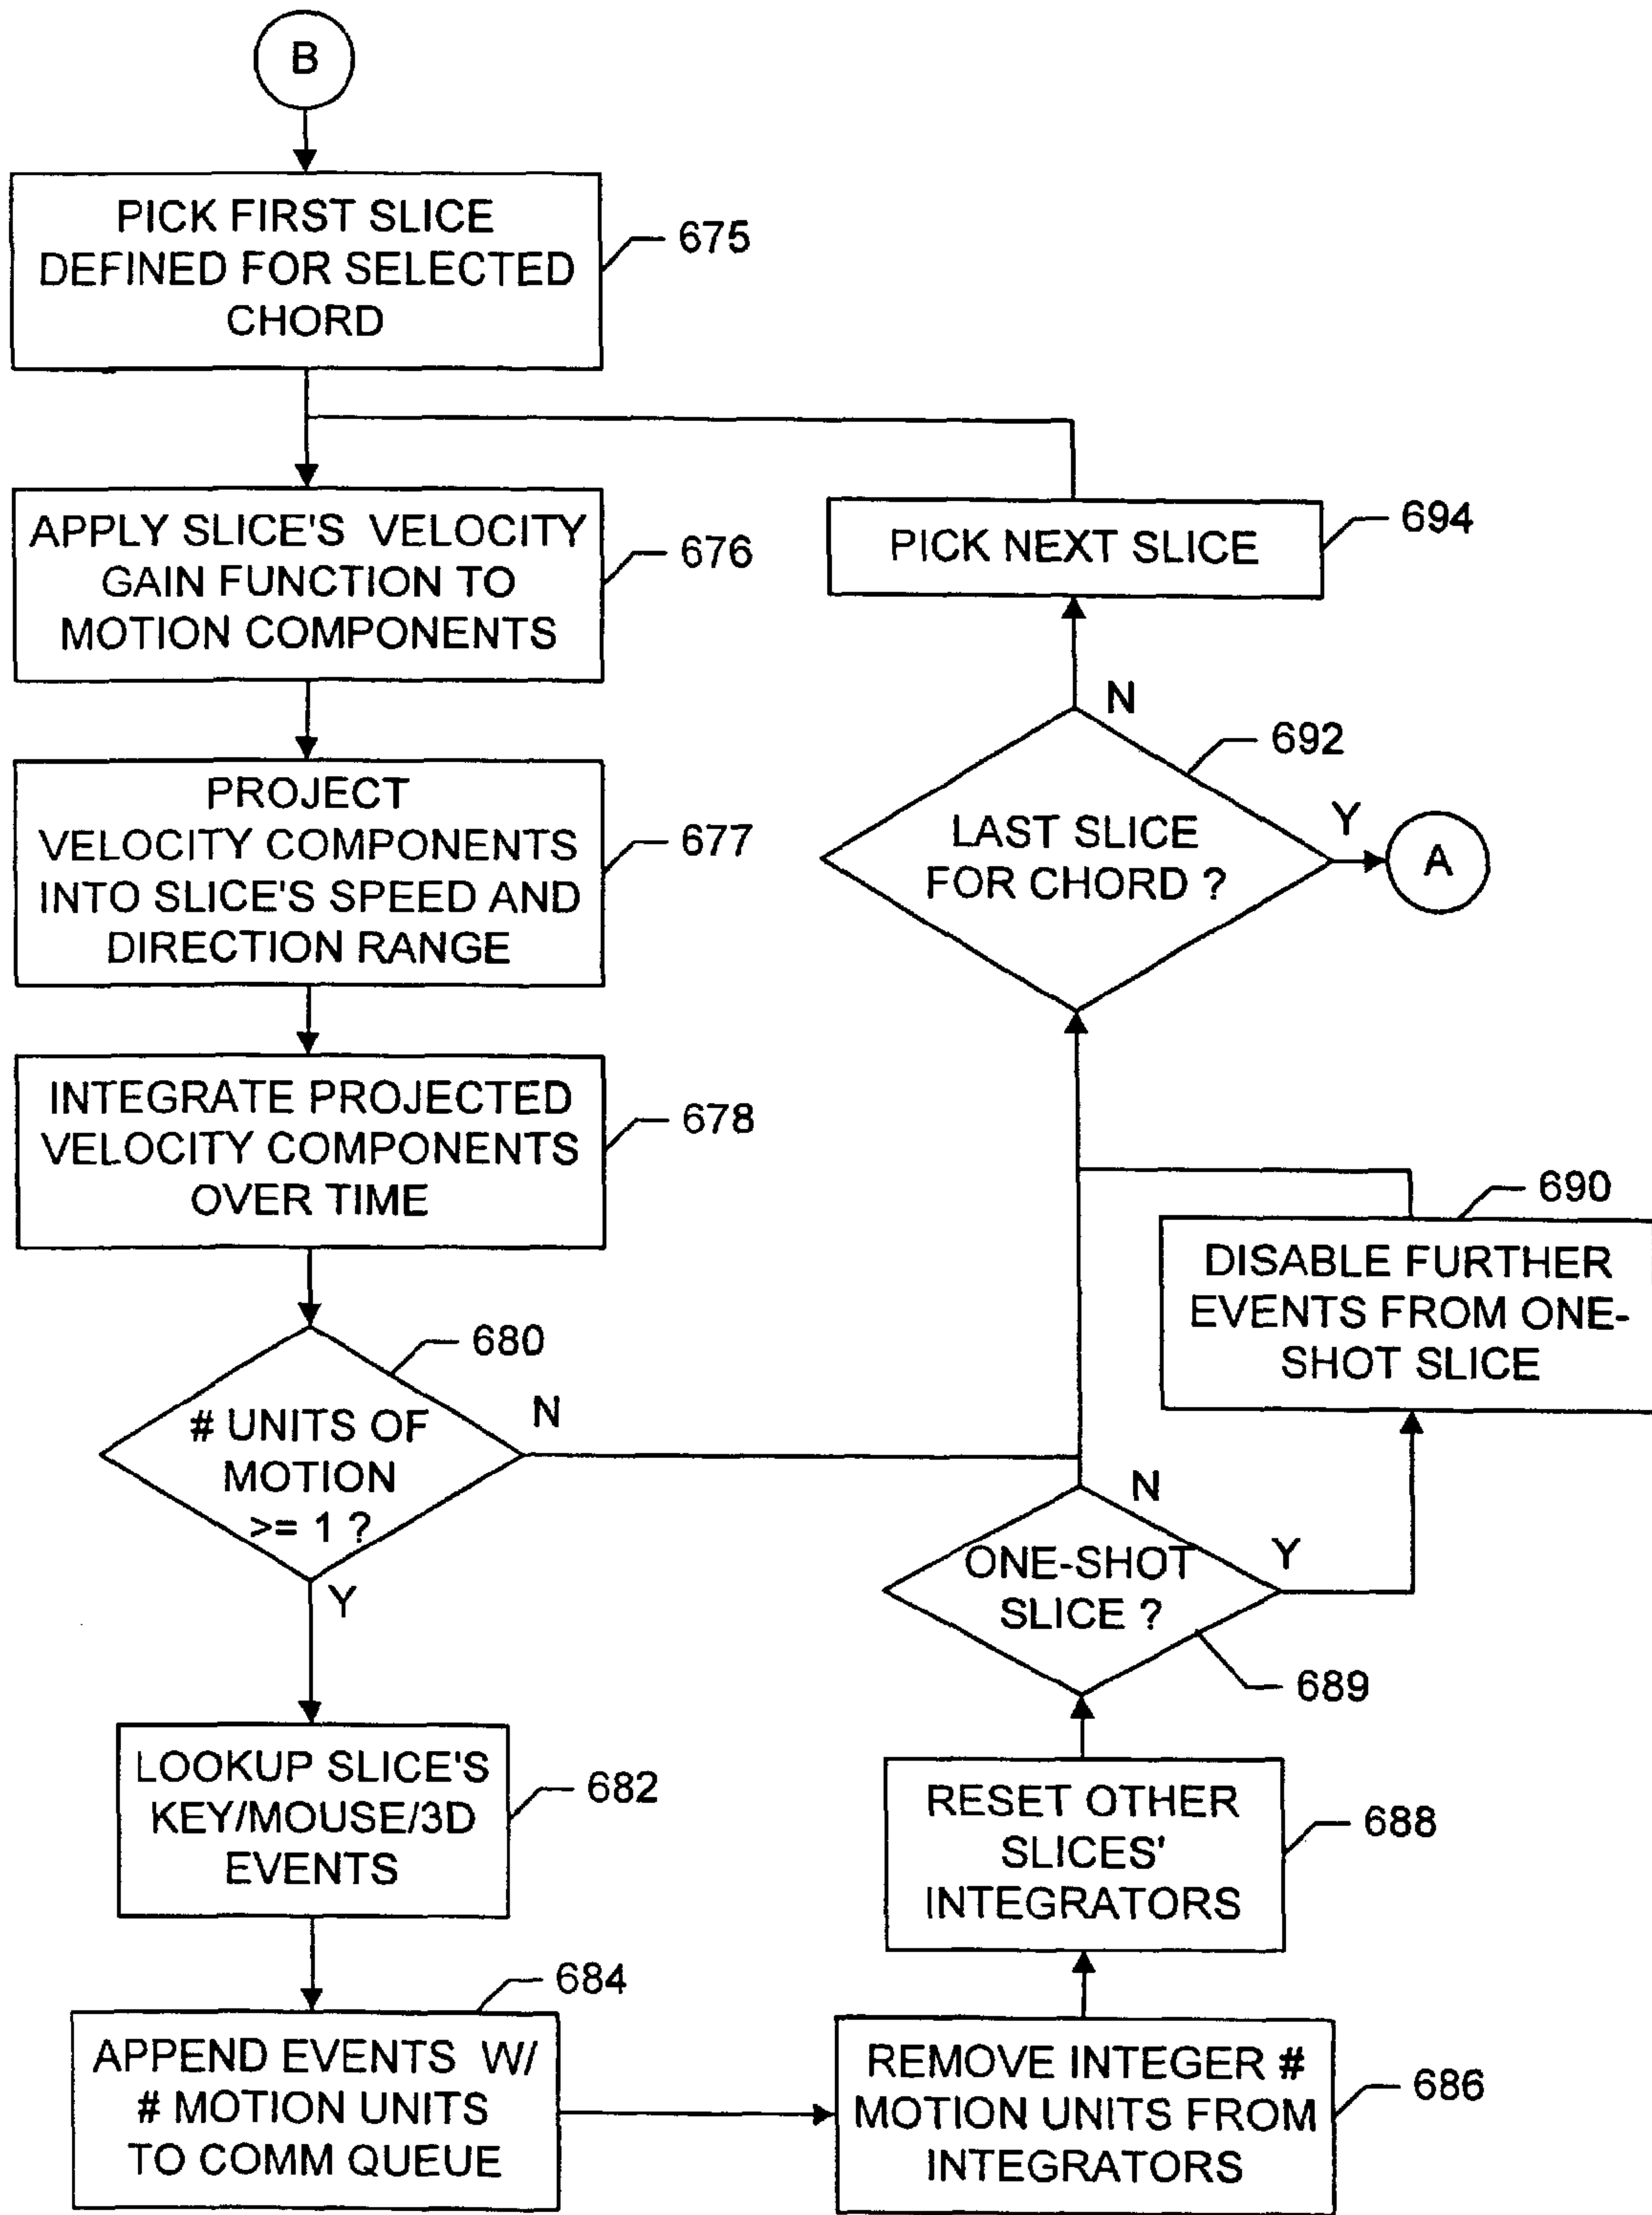 B
PICK FIRST SLICE
DEFINED FOR SELECTED
CHORD
675
APPLY SLICE'S VELOCITY
GAIN FUNCTION TO
MOTION COMPONENTS
676
PROJECT
VELOCITY COMPONENTS
INTO SLICE'S SPEED AND
DIRECTION RANGE
677
INTEGRATE PROJECTED
VELOCITY COMPONENTS
OVER TIME
678
# UNITS OF
MOTION
>= 1 ?
680
N
Y
LOOKUP SLICE'S
KEY/MOUSE/3D
EVENTS
682
APPEND EVENTS W/
# MOTION UNITS
TO COMM QUEUE
684
REMOVE INTEGER #
MOTION UNITS FROM
INTEGRATORS
686
RESET OTHER
SLICES'
INTEGRATORS
688
ONE-SHOT
SLICE ?
689
N
Y
DISABLE FURTHER
EVENTS FROM ONE-
SHOT SLICE
690
LAST SLICE
FOR CHORD ?
692
N
Y
A
PICK NEXT SLICE
694